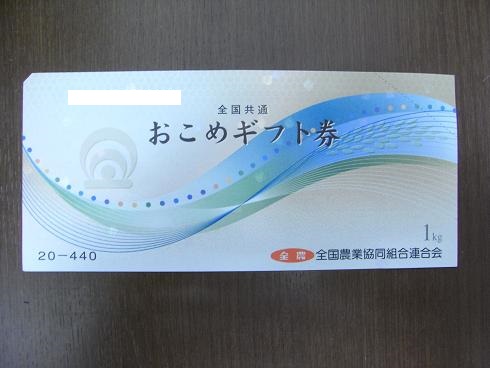 全国共通
おこめギフト券
1kg
20-440
全農 全国農業協同組合連合会